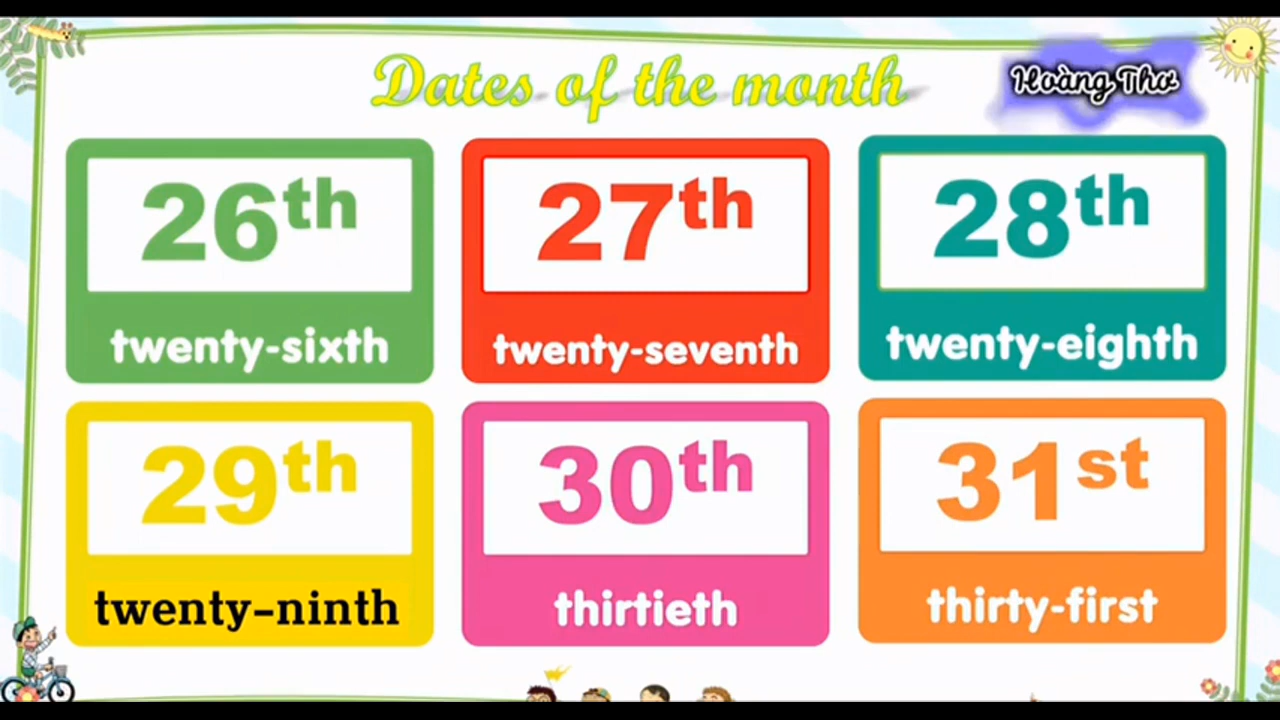 Dates of the month
Hoàng Thơ
26th
27th
28th
twenty-sixth
twenty-seventh
twenty-eighth
29th
30th
31st
twenty-ninth
thirtieth
thirty-first